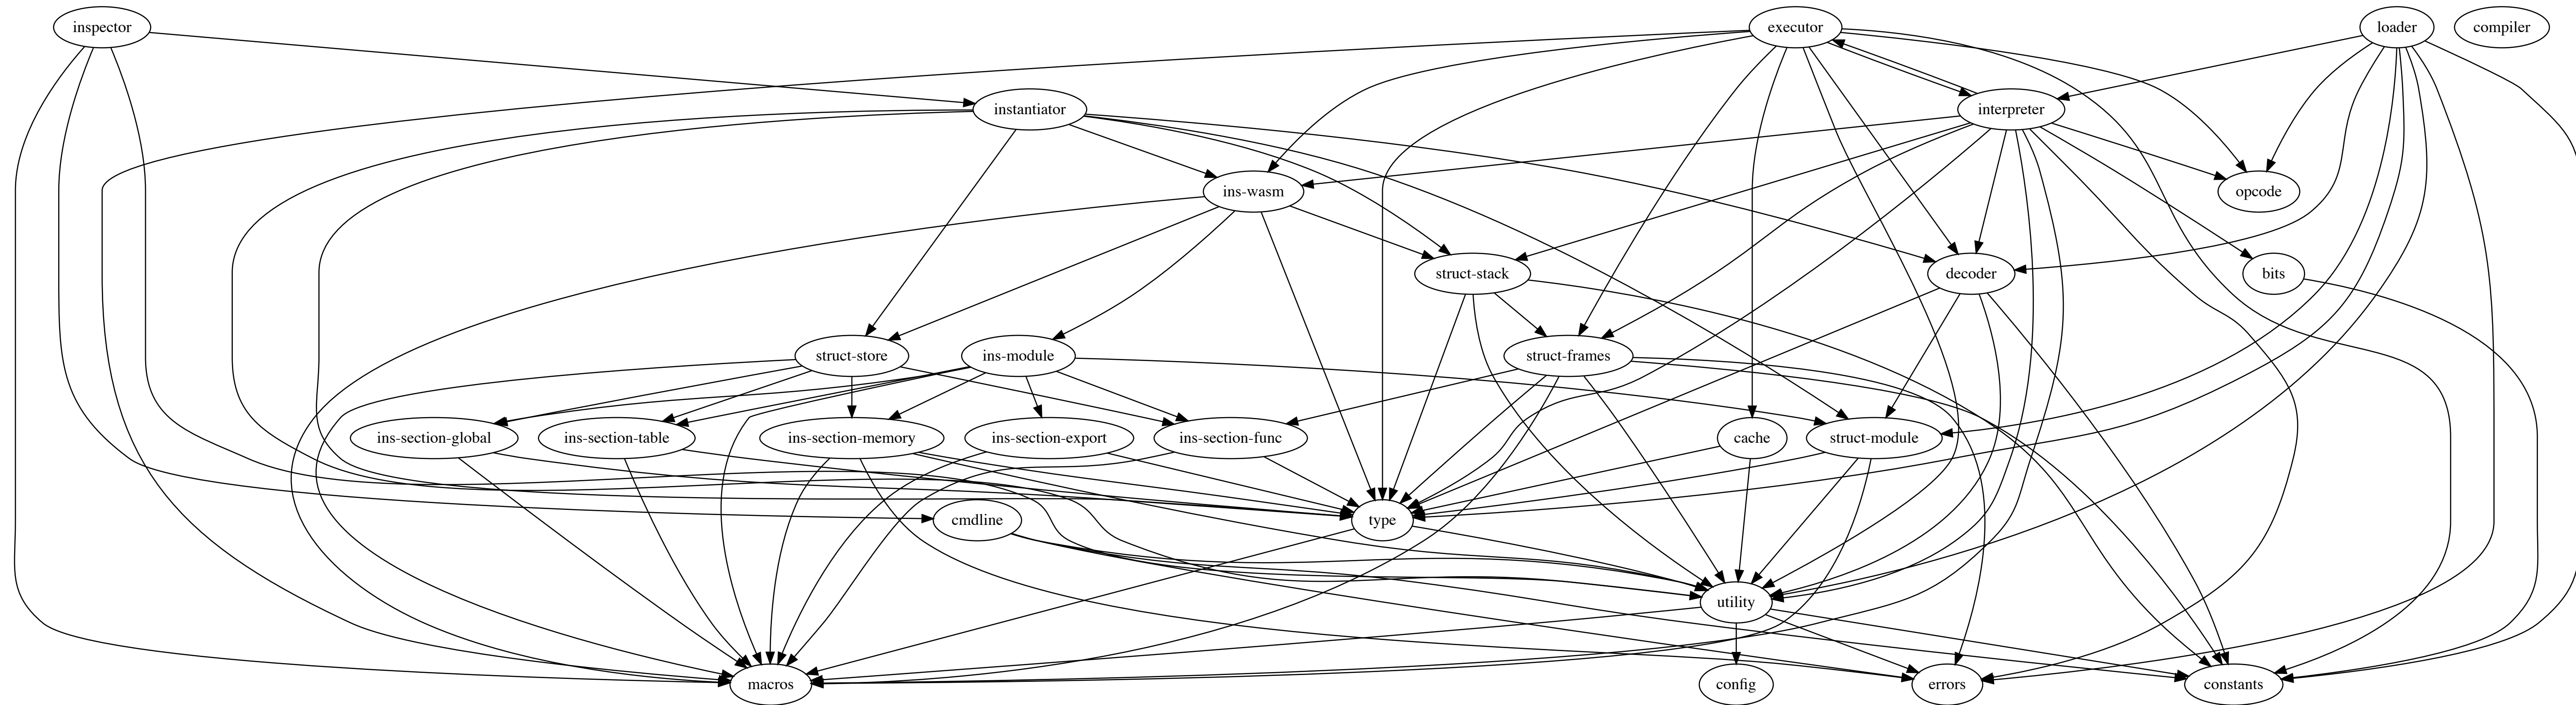 inspector
executor
loader
compiler
instantiator
interpreter
ins-wasm
opcode
struct-stack
decoder
bits
struct-store
ins-module
struct-frames
ins-section-global
ins-section-table
ins-section-memory
ins-section-export
ins-section-func
cache
struct-module
cmdline
type
utility
macros
config
errors
constants